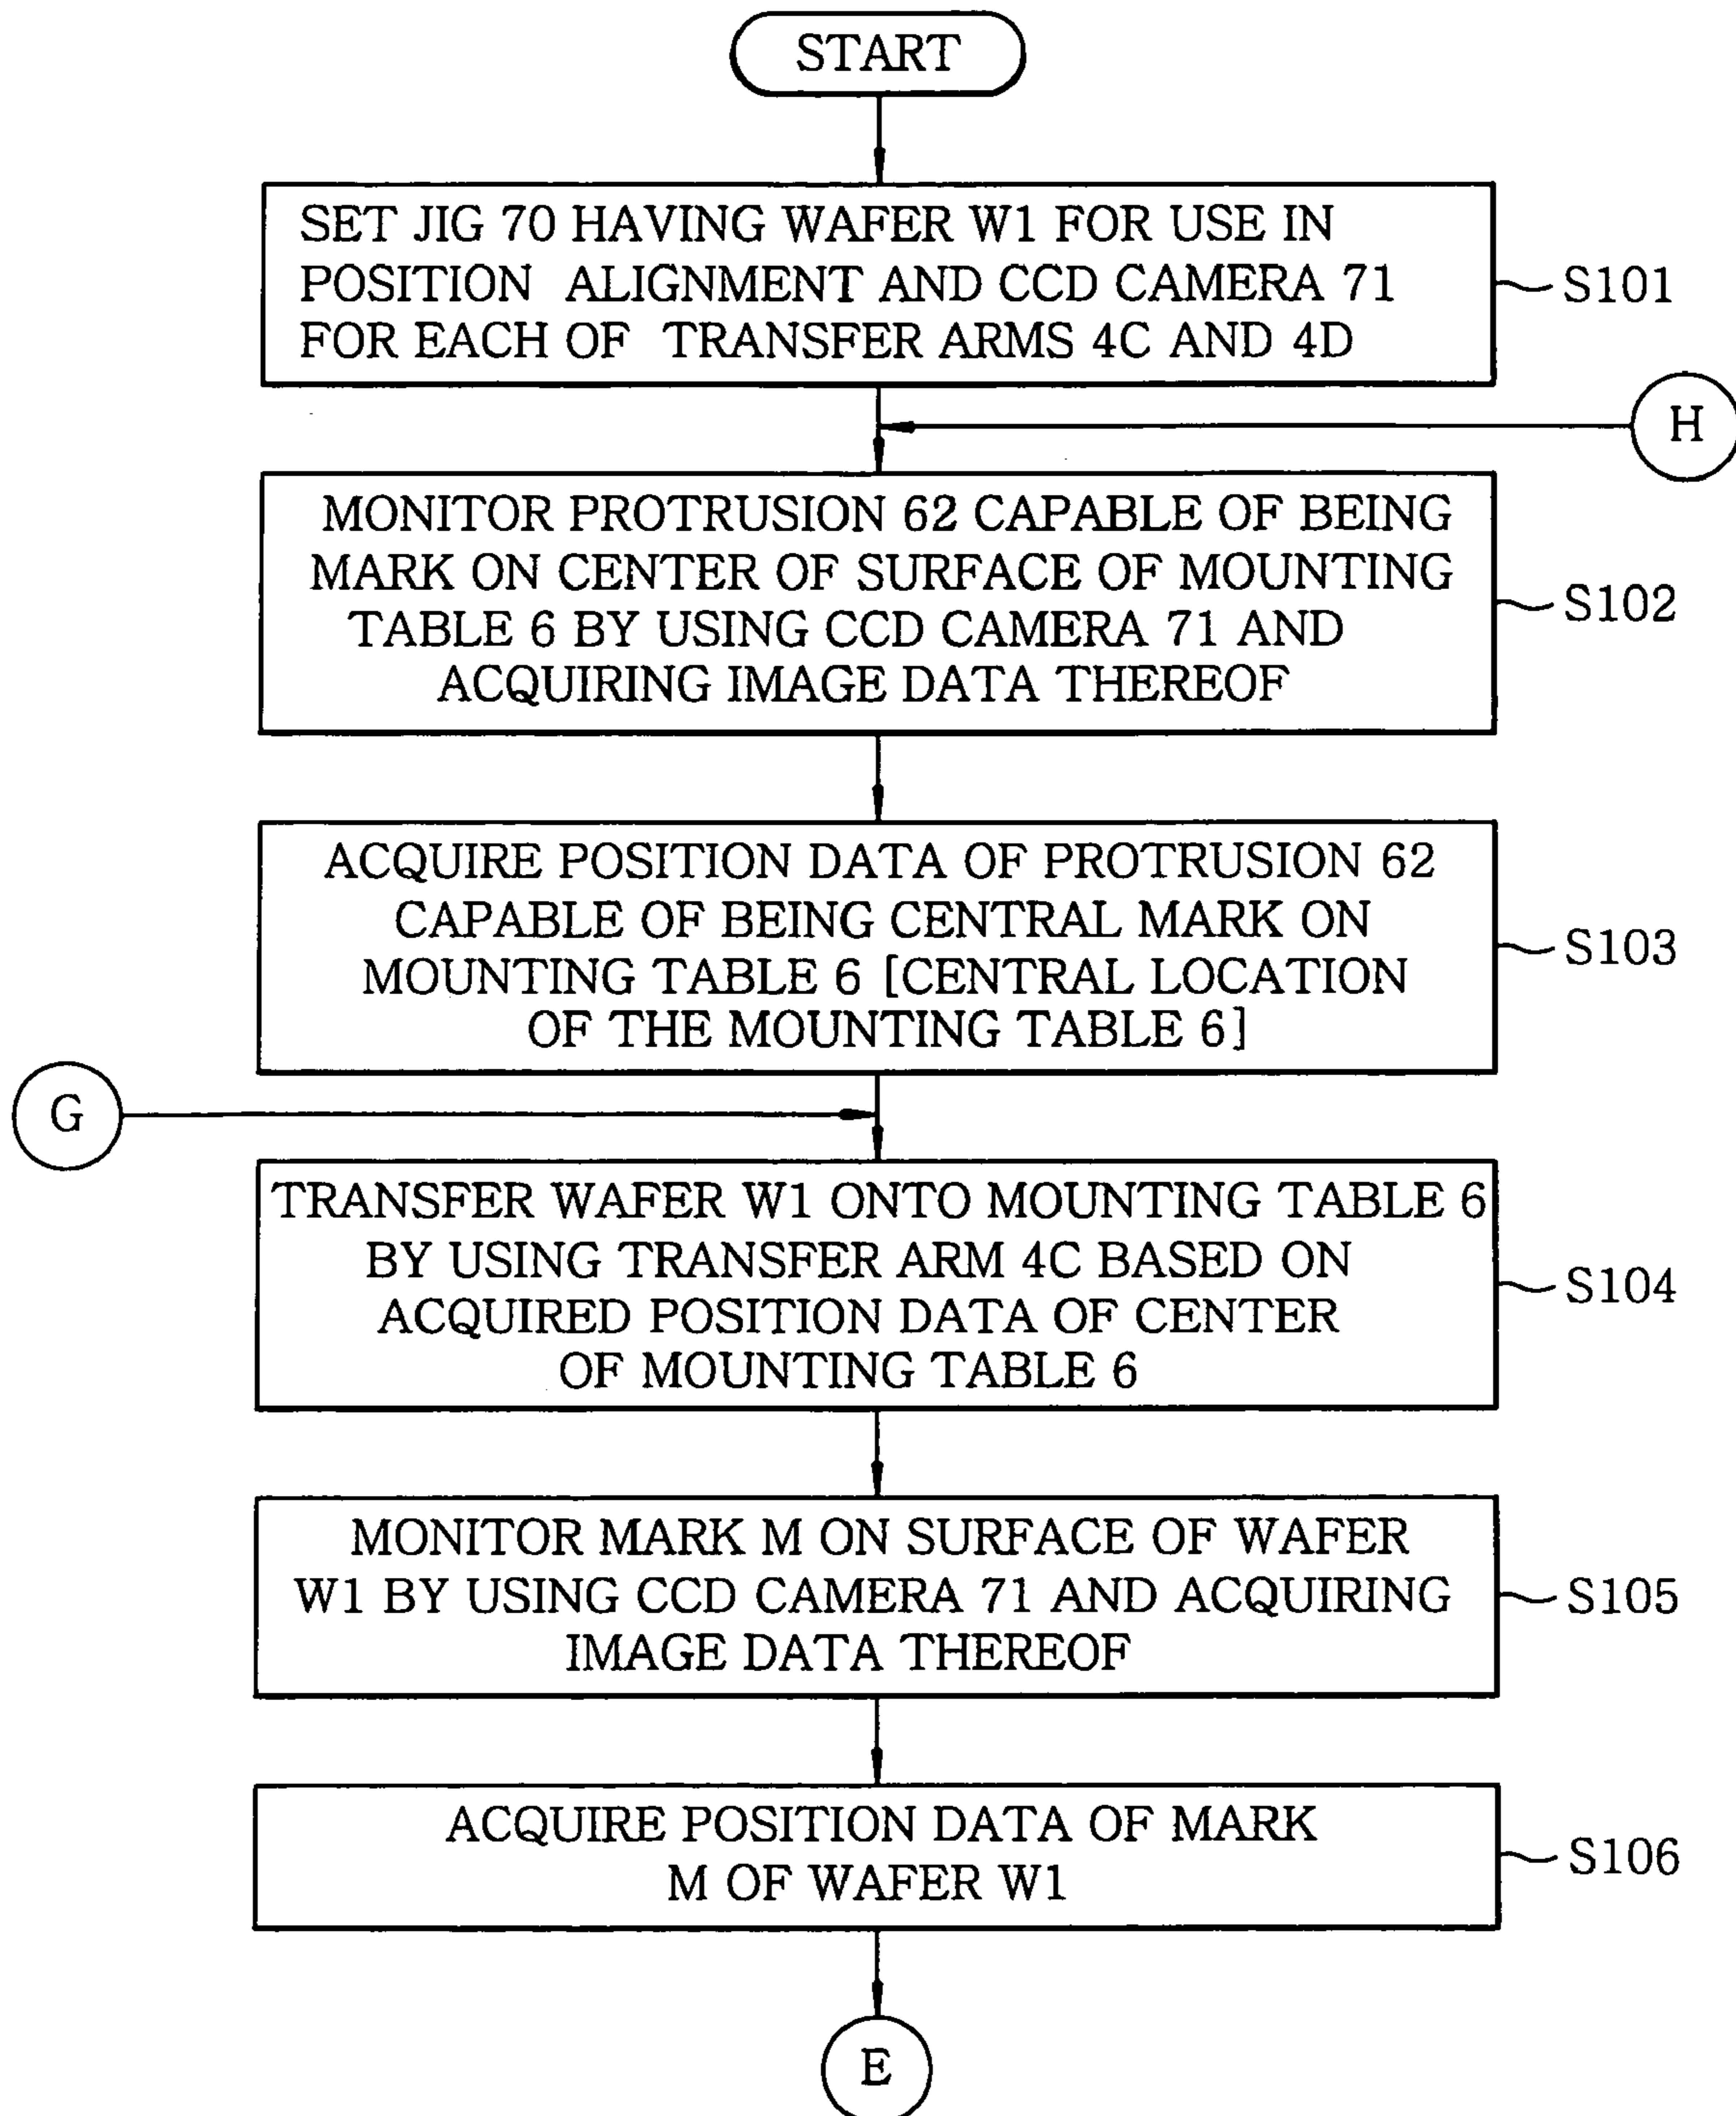 START
SET JIG 70 HAVING WAFER W1 FOR USE IN
POSITION ALIGNMENT AND CCD CAMERA 71
FOR EACH OF TRANSFER ARMS 4C AND 4D
S101
H
MONITOR PROTRUSION 62 CAPABLE OF BEING
MARK ON CENTER OF SURFACE OF MOUNTING
TABLE 6 BY USING CCD CAMERA 71 AND
ACQUIRING IMAGE DATA THEREOF
S102
ACQUIRE POSITION DATA OF PROTRUSION 62
CAPABLE OF BEING CENTRAL MARK ON
MOUNTING TABLE 6 [CENTRAL LOCATION
OF THE MOUNTING TABLE 6]
S103
G
TRANSFER WAFER W1 ONTO MOUNTING TABLE 6
BY USING TRANSFER ARM 4C BASED ON
ACQUIRED POSITION DATA OF CENTER
OF MOUNTING TABLE 6
S104
MONITOR MARK M ON SURFACE OF WAFER
W1 BY USING CCD CAMERA 71 AND ACQUIRING
IMAGE DATA THEREOF
S105
ACQUIRE POSITION DATA OF MARK
M OF WAFER W1
S106
E